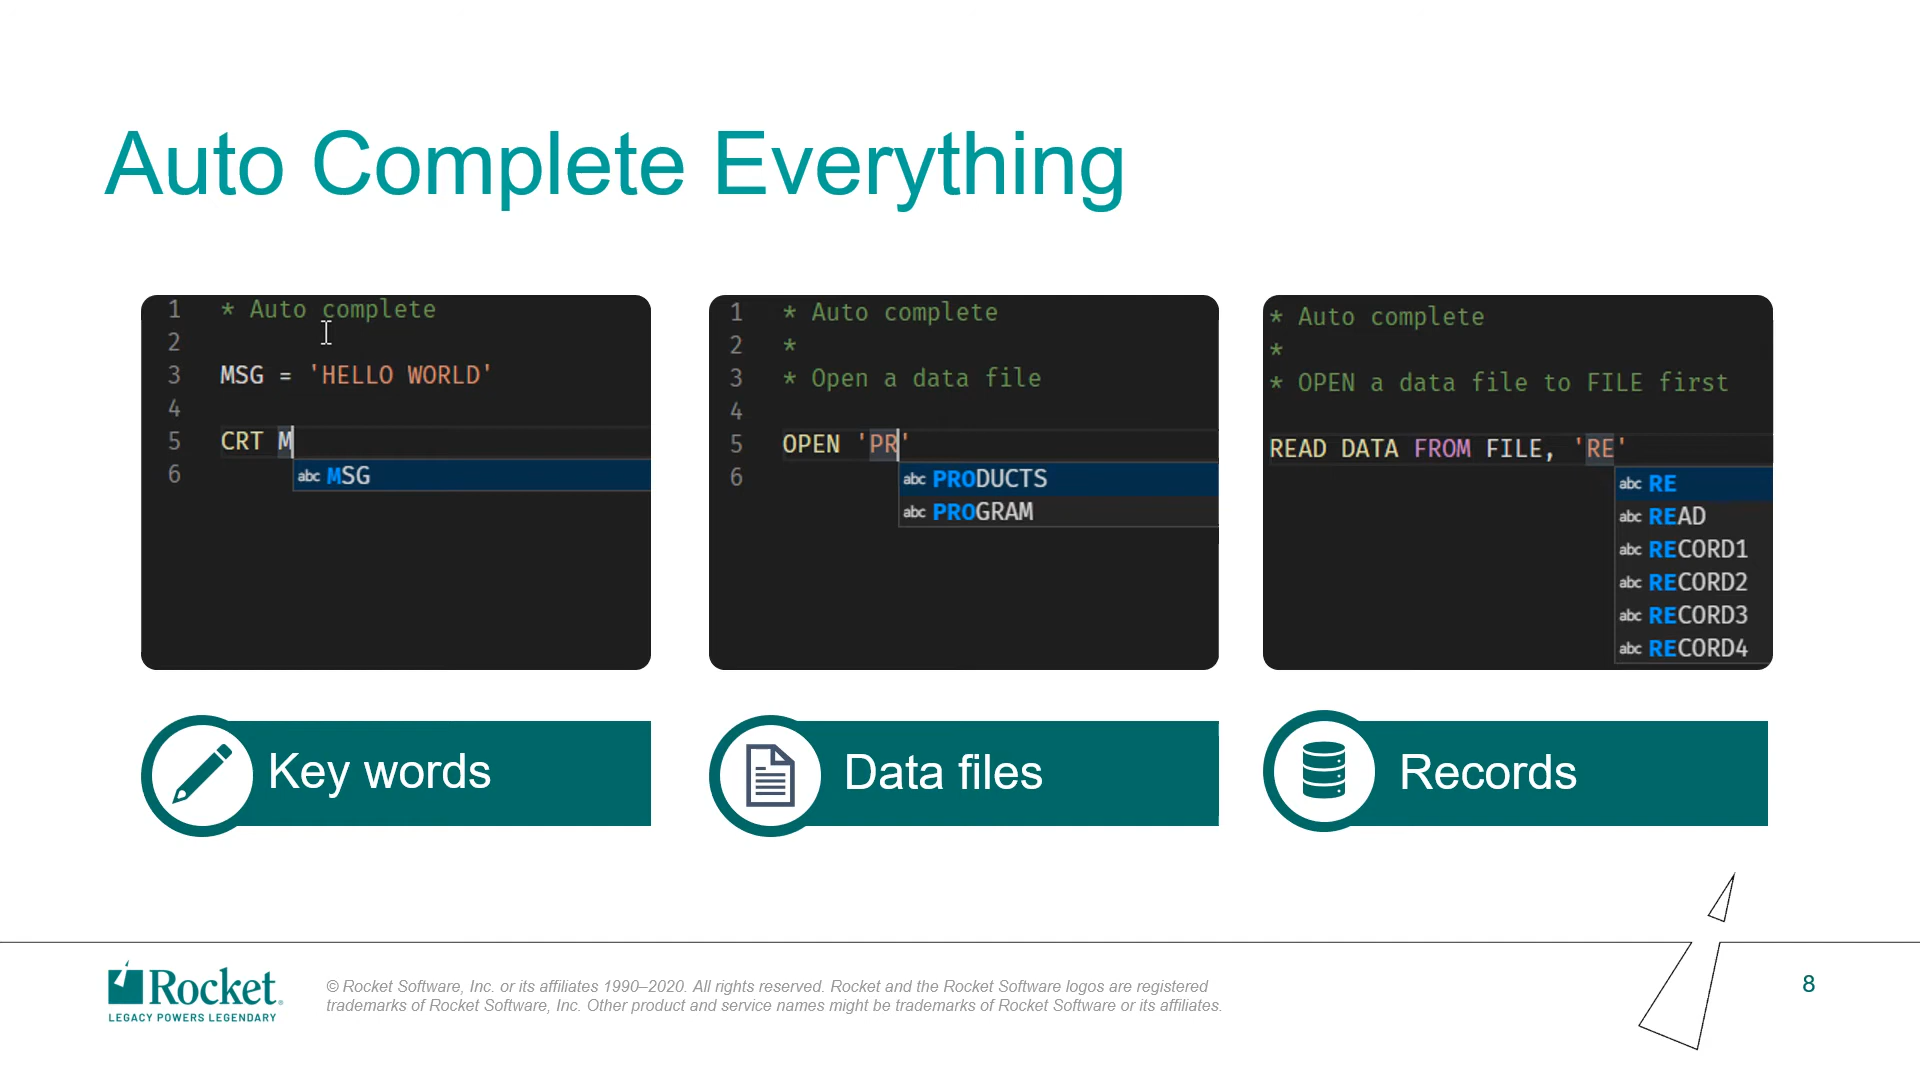 Auto Complete Everything
1 * Auto complete
2
3 MSG = 'HELLO WORLD'
4
5 CRT M
6
abc MSG
1 * Auto complete
2 *
3 * Open a data file
4
5 OPEN 'PR'
6
abc PRODUCTS
abc PROGRAM
* Auto complete
*
* OPEN a data file to FILE first
READ DATA FROM FILE, 'RE'
abc RE
abc READ
abc RECORD1
abc RECORD2
abc RECORD3
abc RECORD4
Key words
Data files
Records
Rocket®
LEGACY POWERS LEGENDARY
© Rocket Software, Inc. or its affiliates 1990–2020. All rights reserved. Rocket and the Rocket Software logos are registered
trademarks of Rocket Software, Inc. Other product and service names might be trademarks of Rocket Software or its affiliates.
8